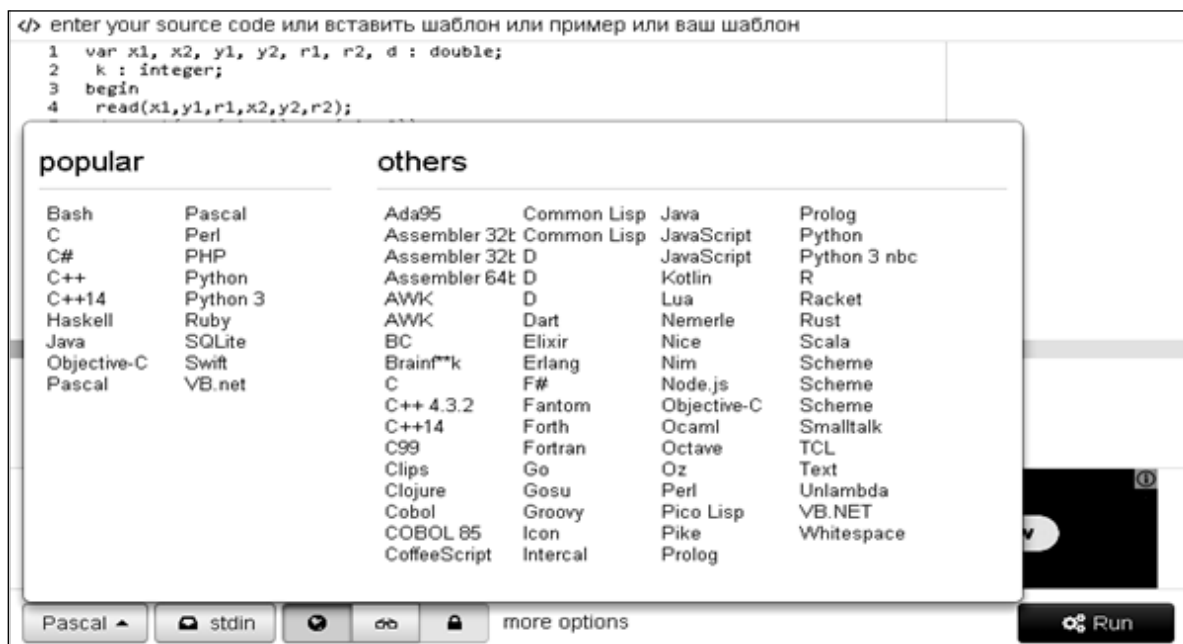 </> enter your source code или вставить шаблон или пример или ваш шаблон
1 var x1, x2, y1, y2, r1, r2, d : double;
2 k : integer;
3 begin
4 read(x1,y1,r1,x2,y2,r2);
popular
Bash Pascal
C Perl
C# PHP
C++ Python
C++14 Python 3
Haskell Ruby
Java SQLite
Objective-C Swift
Pascal VB.net
others
Ada95 Common Lisp Java Prolog
Assembler 32b Common Lisp JavaScript Python
Assembler 32b D JavaScript Python 3 nbc
Assembler 64b D Kotlin R
AWK D Lua Racket
AWK Dart Nemerle Rust
BC Elixir Nice Scala
Brainf**k Erlang Nim Scheme
C F# Node.js Scheme
C++ 4.3.2 Fantom Objective-C Scheme
C++14 Forth Ocaml Smalltalk
C99 Fortran Octave TCL
Clips Go Oz Text
Clojure Gosu Perl Unlambda
Cobol Groovy Pico Lisp VB.NET
COBOL 85 Icon Pike Whitespace
CoffeeScript Intercal Prolog
Pascal stdin more options Run